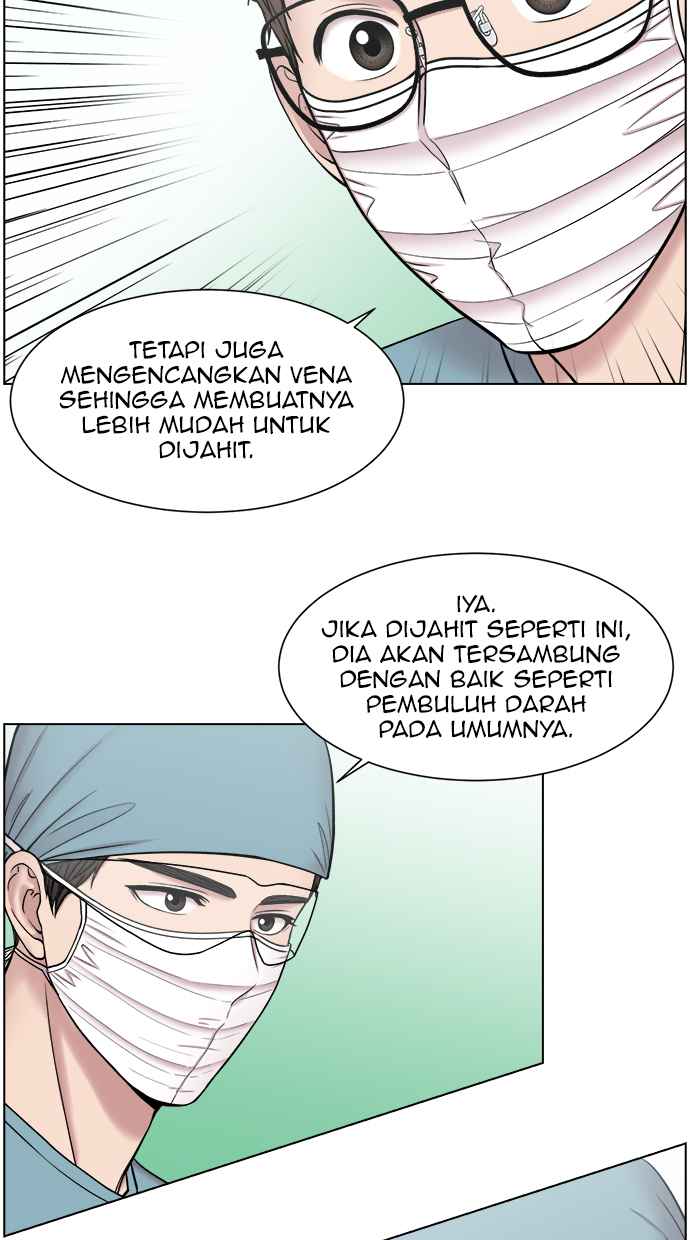 TETAPI JUGA
MENGENCANGKAN VENA
SEHINGGA MEMBUATNYA
LEBIH MUDAH UNTUK
DIJAHIT.
IYA.
JIKA DIJAHIT SEPERTI INI,
DIA AKAN TERSAMBUNG
DENGAN BAIK SEPERTI
PEMBULUH DARAH
PADA UMUMNYA.